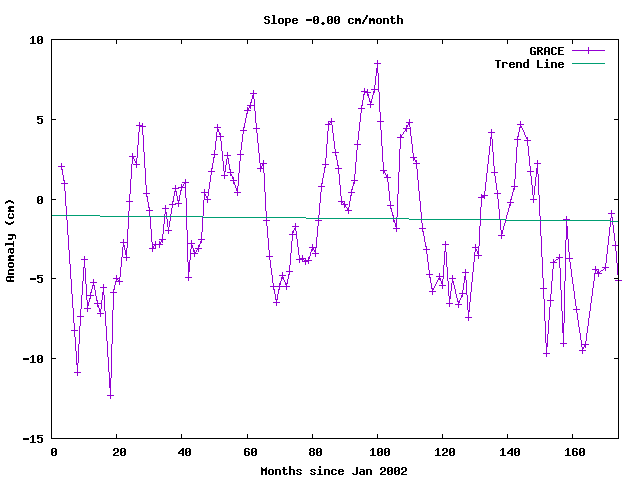 Slope -0.00 cm/month
GRACE
Trend Line
10
5
0
-5
-10
-15
Anomaly (cm)
0 20 40 60 80 100 120 140 160
Months since Jan 2002